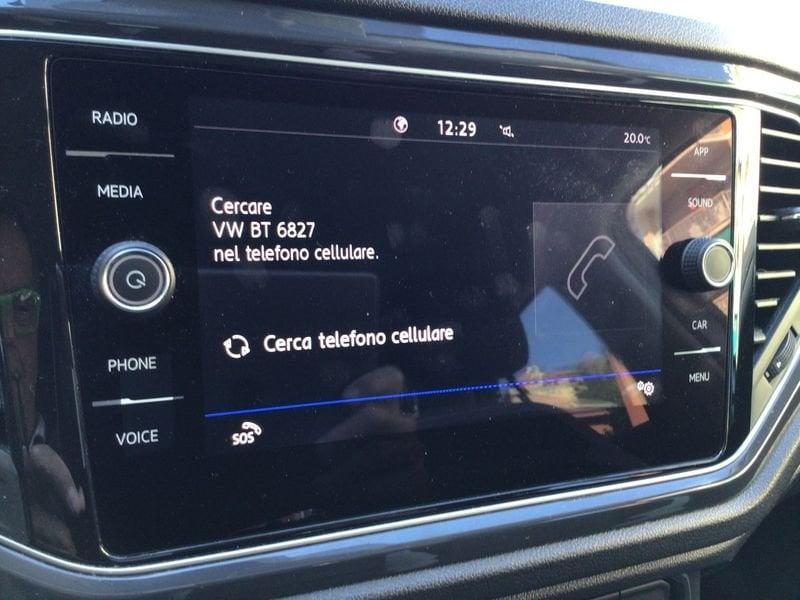 RADIO
MEDIA
PHONE
VOICE
12:29
20.0°C
Cercare
VW BT 6827
nel telefono cellulare.
Cerca telefono cellulare
SOS
APP
SOUND
CAR
MENU